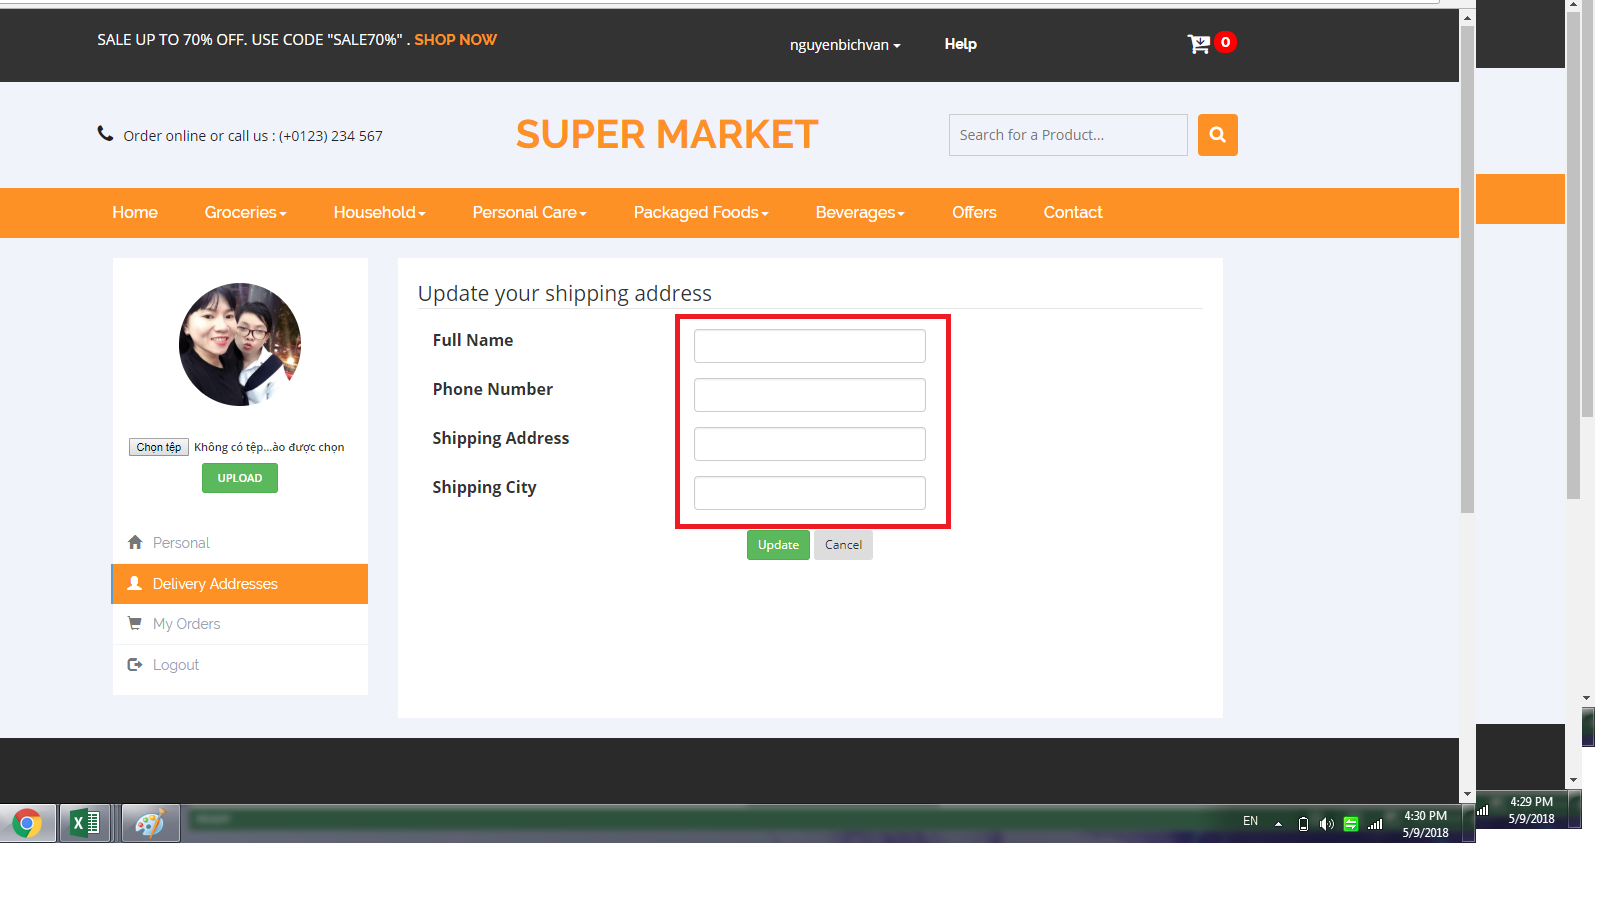 SALE UP TO 70% OFF. USE CODE "SALE70%" . SHOP NOW
nguyenbichvan
Help
0
Order online or call us : (+0123) 234 567
SUPER MARKET
Search for a Product...
Home
Groceries
Household
Personal Care
Packaged Foods
Beverages
Offers
Contact
Chọn tệp Không có tệp...ào được chọn
UPLOAD
Personal
Delivery Addresses
My Orders
Logout
Update your shipping address
Full Name
Phone Number
Shipping Address
Shipping City
Update
Cancel
EN
4:30 PM
5/9/2018
4:29 PM
5/9/2018